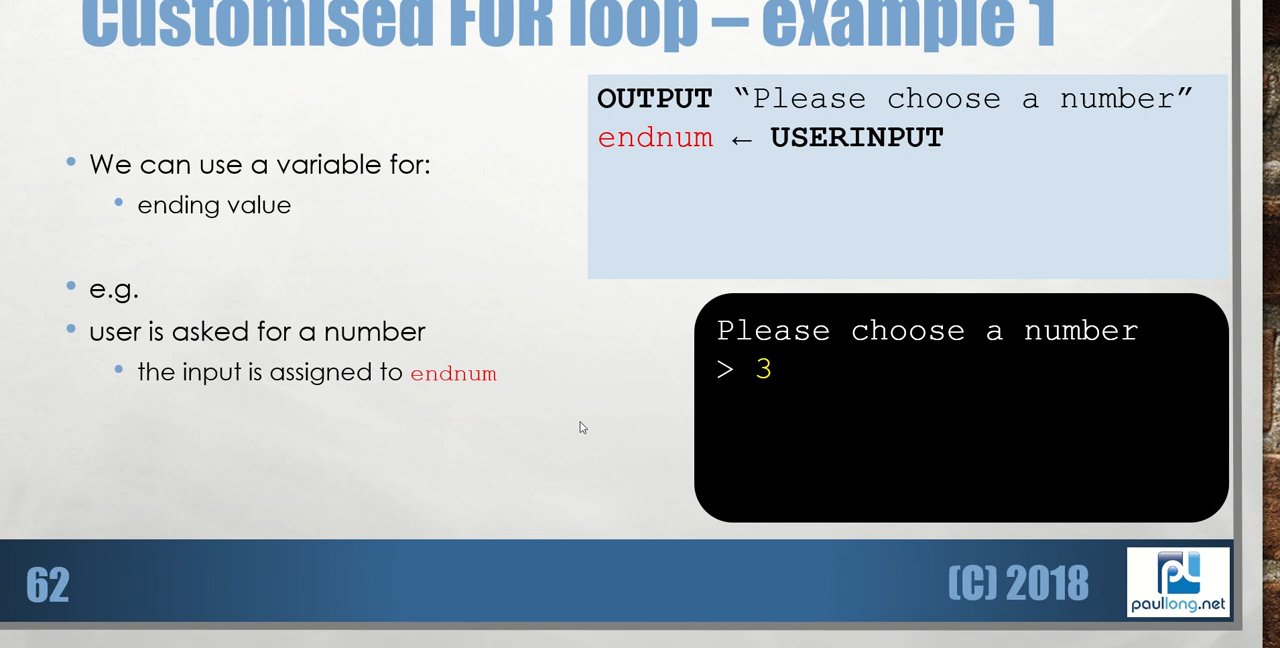 Customised FOR loop – example 1
• We can use a variable for:
• ending value
• e.g.
• user is asked for a number
• the input is assigned to endnum
OUTPUT “Please choose a number”
endnum ← USERINPUT
Please choose a number
> 3
62
(C) 2018
pl
paullong.net